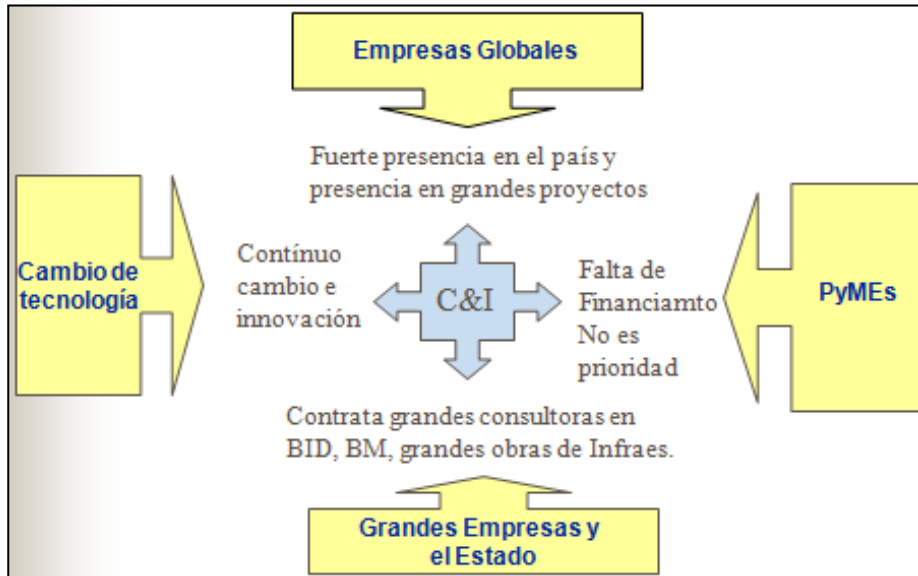 Empresas Globales
Fuerte presencia en el país y
presencia en grandes proyectos
Cambio de
tecnología
Contínuo
cambio e
innovación
C&I
Falta de
Financiamto
No es
prioridad
PyMEs
Contrata grandes consultoras en
BID, BM, grandes obras de Infraes.
Grandes Empresas y
el Estado